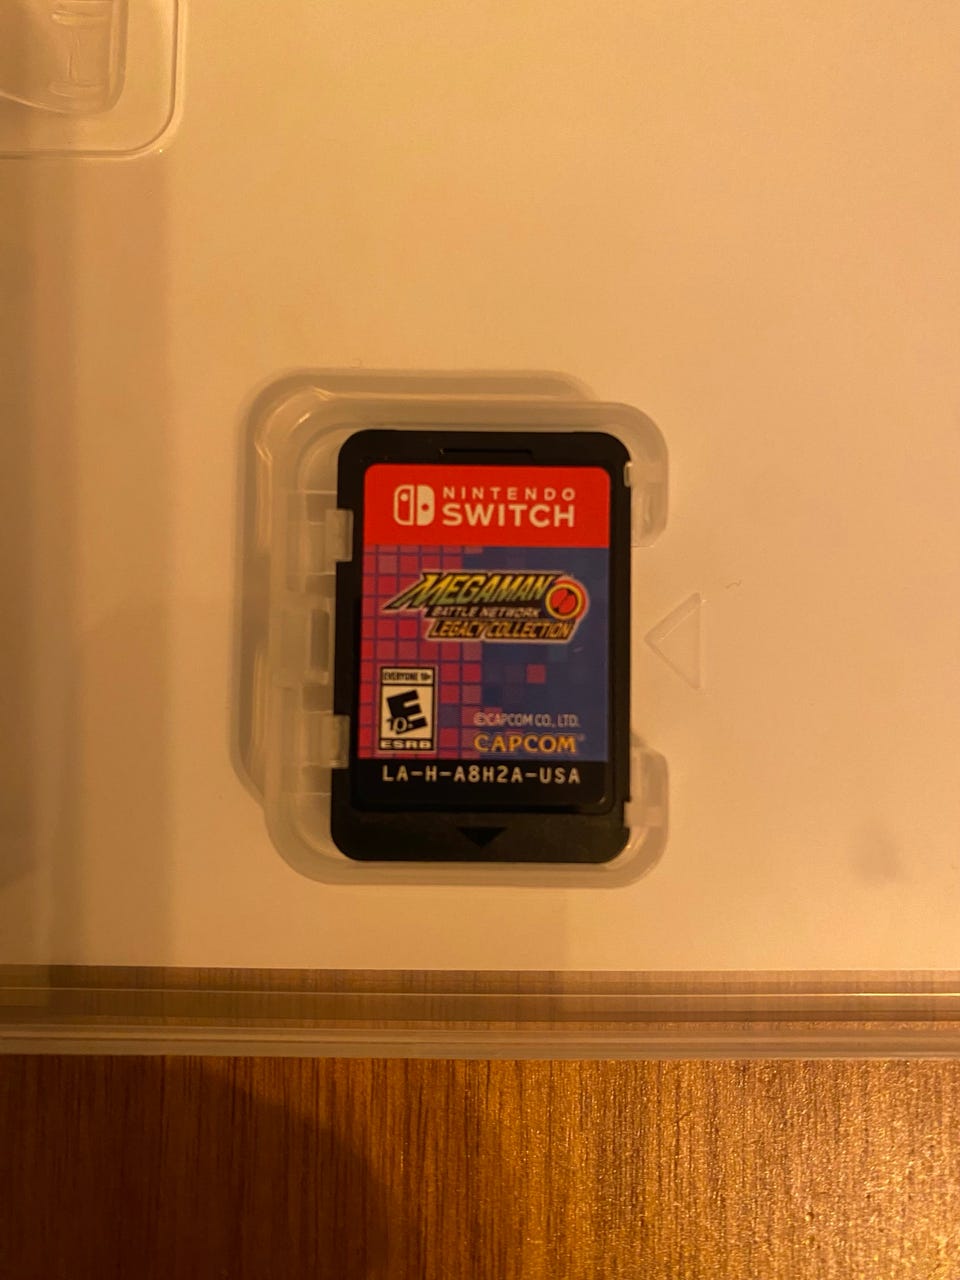 NINTENDO
SWITCH
MEGAMAN
BATTLE NETWORK
LEGACY COLLECTION
EVERYONE 10+
E
10+
ESRB
©CAPCOM CO., LTD.
CAPCOM
LA-H-A8H2A-USA